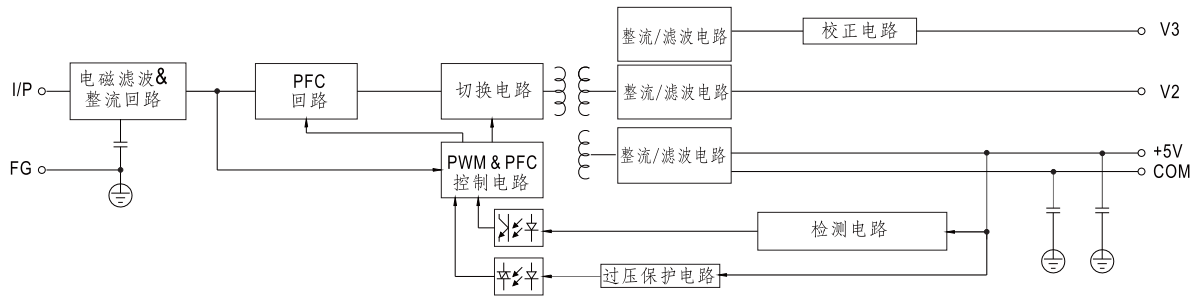 整流/滤波电路
校正电路
V3
I/P
电磁滤波&
整流回路
PFC
回路
切换电路
整流/滤波电路
V2
FG
PWM & PFC
控制电路
整流/滤波电路
+5V
COM
检测电路
过压保护电路